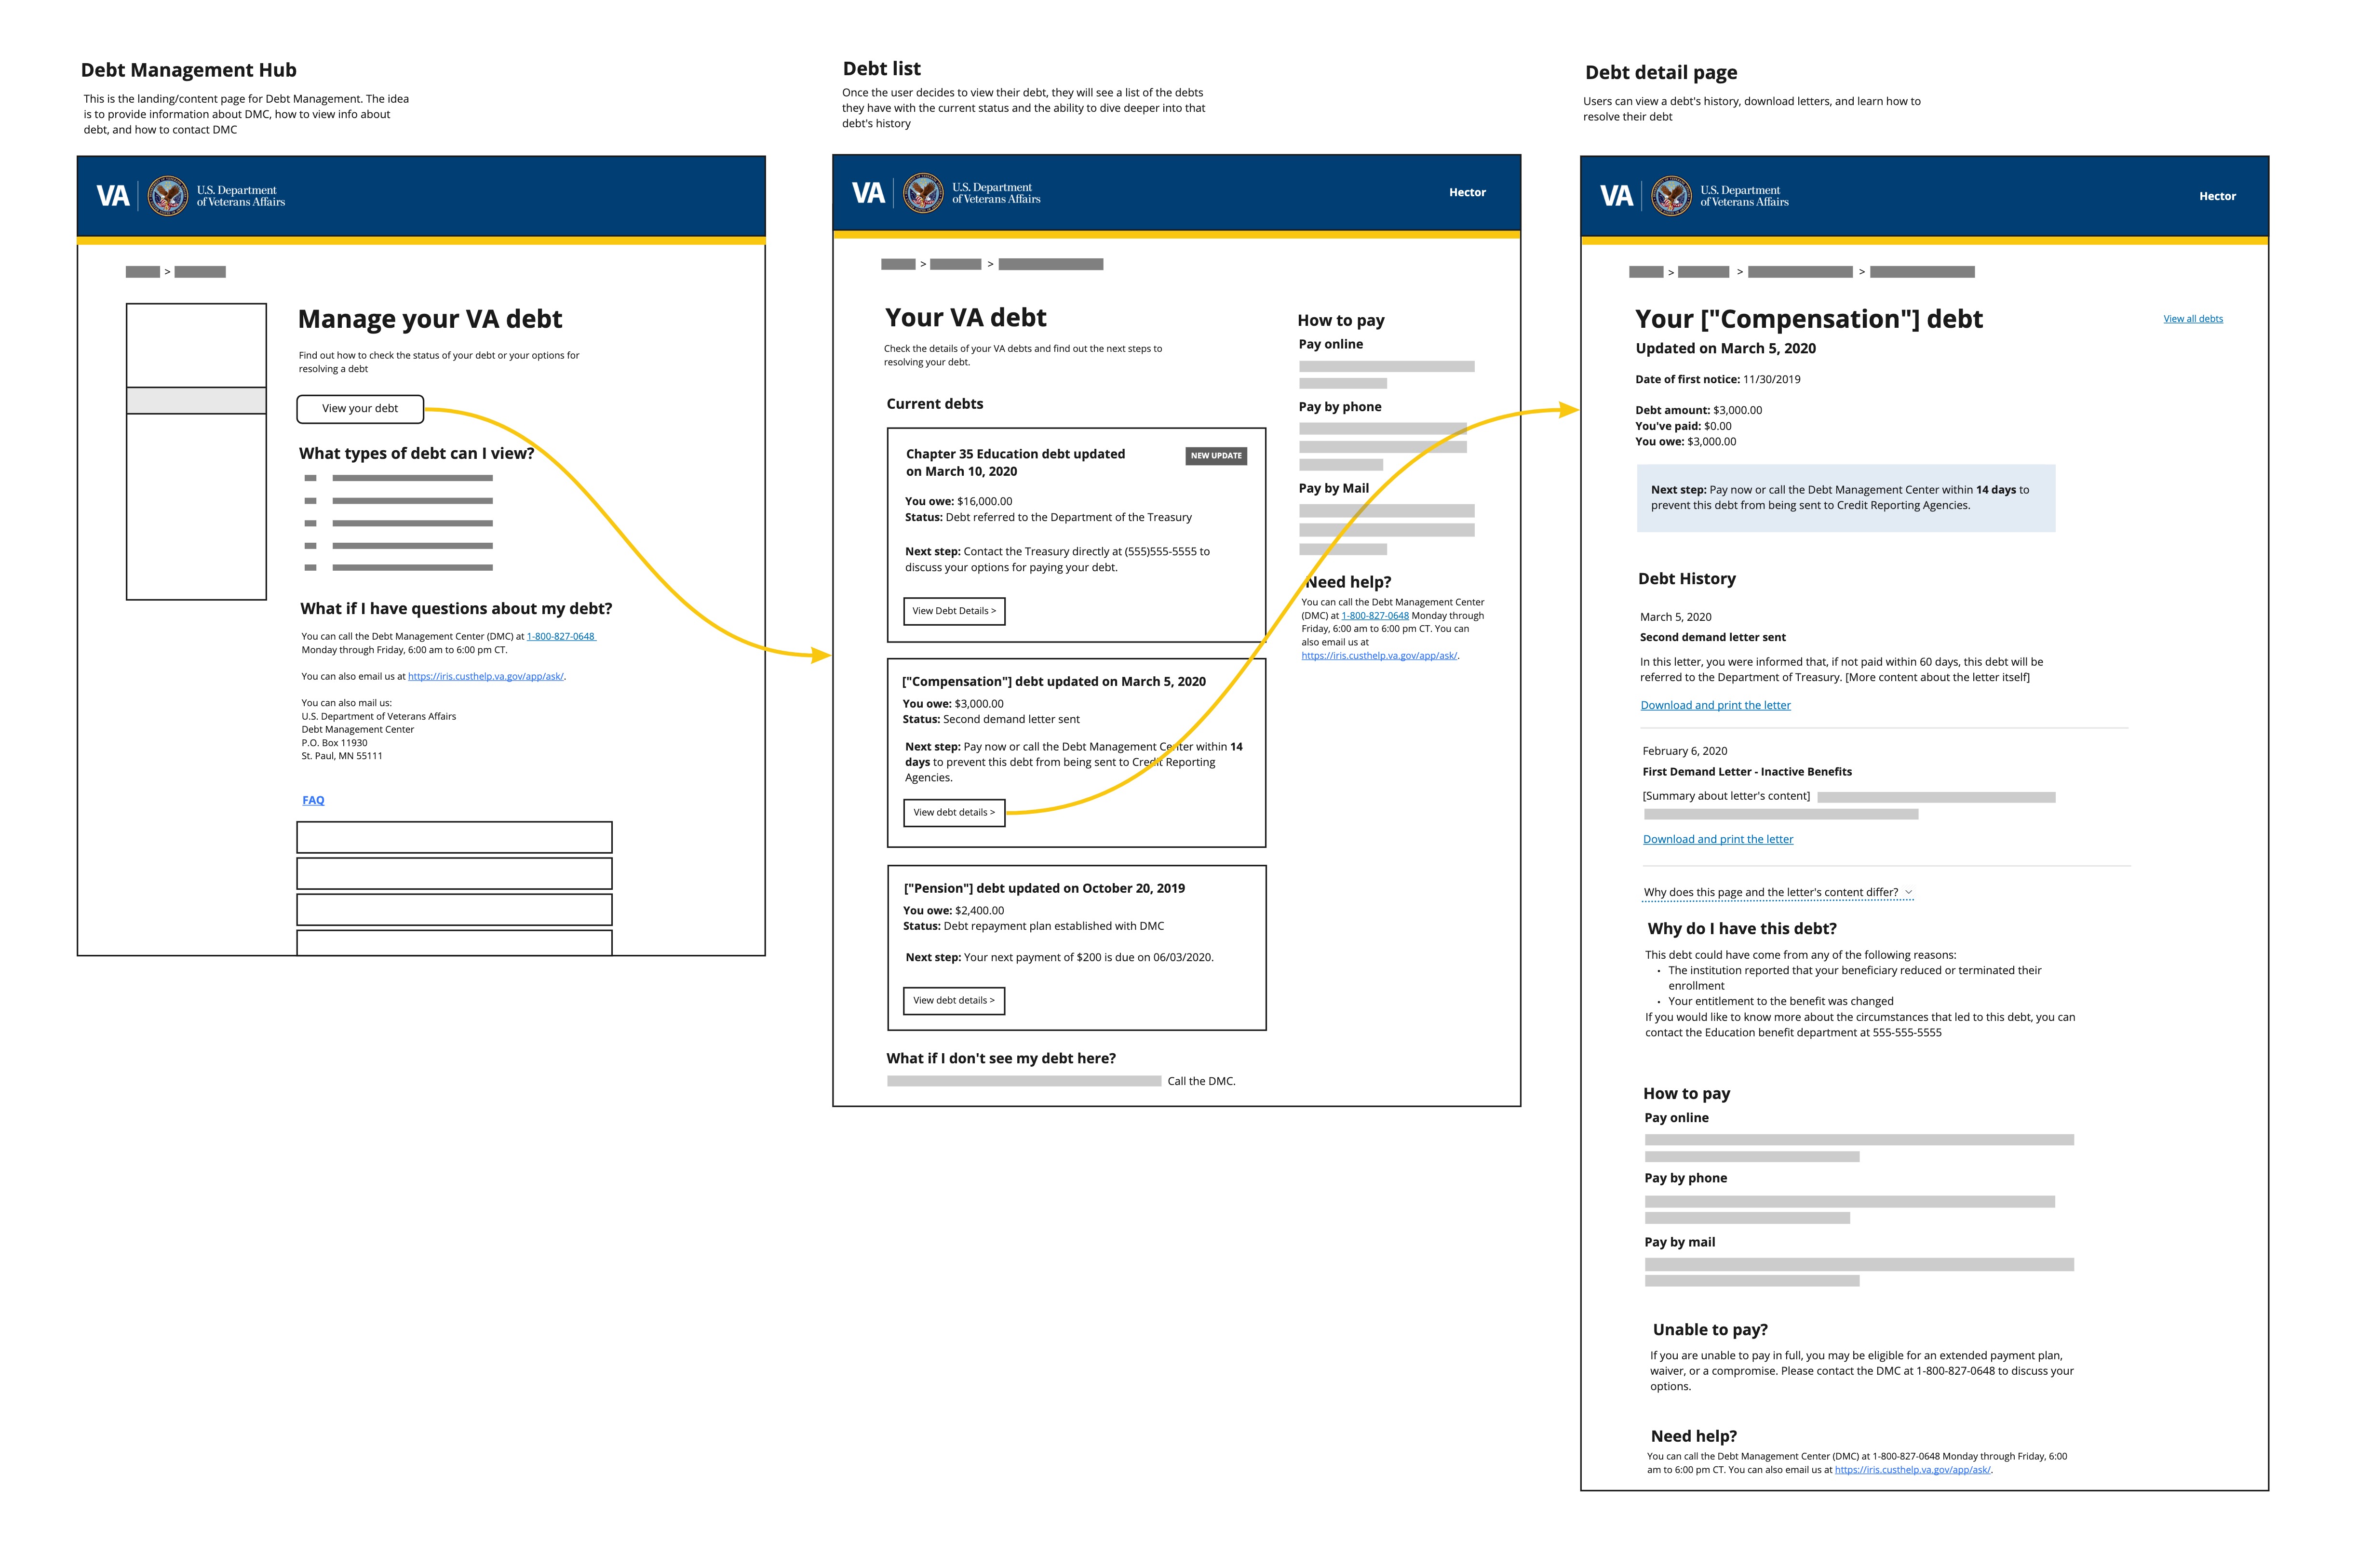 Debt Management Hub
This is the landing/content page for Debt Management. The idea
is to provide information about DMC, how to view info about
debt, and how to contact DMC
VA
U.S. Department
of Veterans Affairs
>
Manage your VA debt
Find out how to check the status of your debt or your options for
resolving a debt
View your debt
What types of debt can I view?
What if I have questions about my debt?
You can call the Debt Management Center (DMC) at 1-800-827-0648
Monday through Friday, 6:00 am to 6:00 pm CT.
You can also email us at https://iris.custhelp.va.gov/app/ask/.
You can also mail us:
U.S. Department of Veterans Affairs
Debt Management Center
P.O. Box 11930
St. Paul, MN 55111
FAQ
Debt list
Once the user decides to view their debt, they will see a list of the debts
they have with the current status and the ability to dive deeper into that
debt's history
VA
U.S. Department
of Veterans Affairs
Hector
> >
Your VA debt
Check the details of your VA debts and find out the next steps to
resolving your debt.
Current debts
Chapter 35 Education debt updated
on March 10, 2020
NEW UPDATE
You owe: $16,000.00
Status: Debt referred to the Department of the Treasury
Next step: Contact the Treasury directly at (555)555-5555 to
discuss your options for paying your debt.
View Debt Details >
["Compensation"] debt updated on March 5, 2020
You owe: $3,000.00
Status: Second demand letter sent
Next step: Pay now or call the Debt Management Center within 14
days to prevent this debt from being sent to Credit Reporting
Agencies.
View debt details >
["Pension"] debt updated on October 20, 2019
You owe: $2,400.00
Status: Debt repayment plan established with DMC
Next step: Your next payment of $200 is due on 06/03/2020.
View debt details >
What if I don't see my debt here?
Call the DMC.
How to pay
Pay online
Pay by phone
Pay by Mail
Need help?
You can call the Debt Management Center
(DMC) at 1-800-827-0648 Monday through
Friday, 6:00 am to 6:00 pm CT. You can
also email us at
https://iris.custhelp.va.gov/app/ask/.
Debt detail page
Users can view a debt's history, download letters, and learn how to
resolve their debt
VA
U.S. Department
of Veterans Affairs
Hector
> > >
Your ["Compensation"] debt
View all debts
Updated on March 5, 2020
Date of first notice: 11/30/2019
Debt amount: $3,000.00
You've paid: $0.00
You owe: $3,000.00
Next step: Pay now or call the Debt Management Center within 14 days to
prevent this debt from being sent to Credit Reporting Agencies.
Debt History
March 5, 2020
Second demand letter sent
In this letter, you were informed that, if not paid within 60 days, this debt will be
referred to the Department of Treasury. [More content about the letter itself]
Download and print the letter
February 6, 2020
First Demand Letter - Inactive Benefits
[Summary about letter's content]
Download and print the letter
Why does this page and the letter's content differ?
Why do I have this debt?
This debt could have come from any of the following reasons:
• The institution reported that your beneficiary reduced or terminated their
enrollment
• Your entitlement to the benefit was changed
If you would like to know more about the circumstances that led to this debt, you can
contact the Education benefit department at 555-555-5555
How to pay
Pay online
Pay by phone
Pay by mail
Unable to pay?
If you are unable to pay in full, you may be eligible for an extended payment plan,
waiver, or a compromise. Please contact the DMC at 1-800-827-0648 to discuss your
options.
Need help?
You can call the Debt Management Center (DMC) at 1-800-827-0648 Monday through Friday, 6:00
am to 6:00 pm CT. You can also email us at https://iris.custhelp.va.gov/app/ask/.